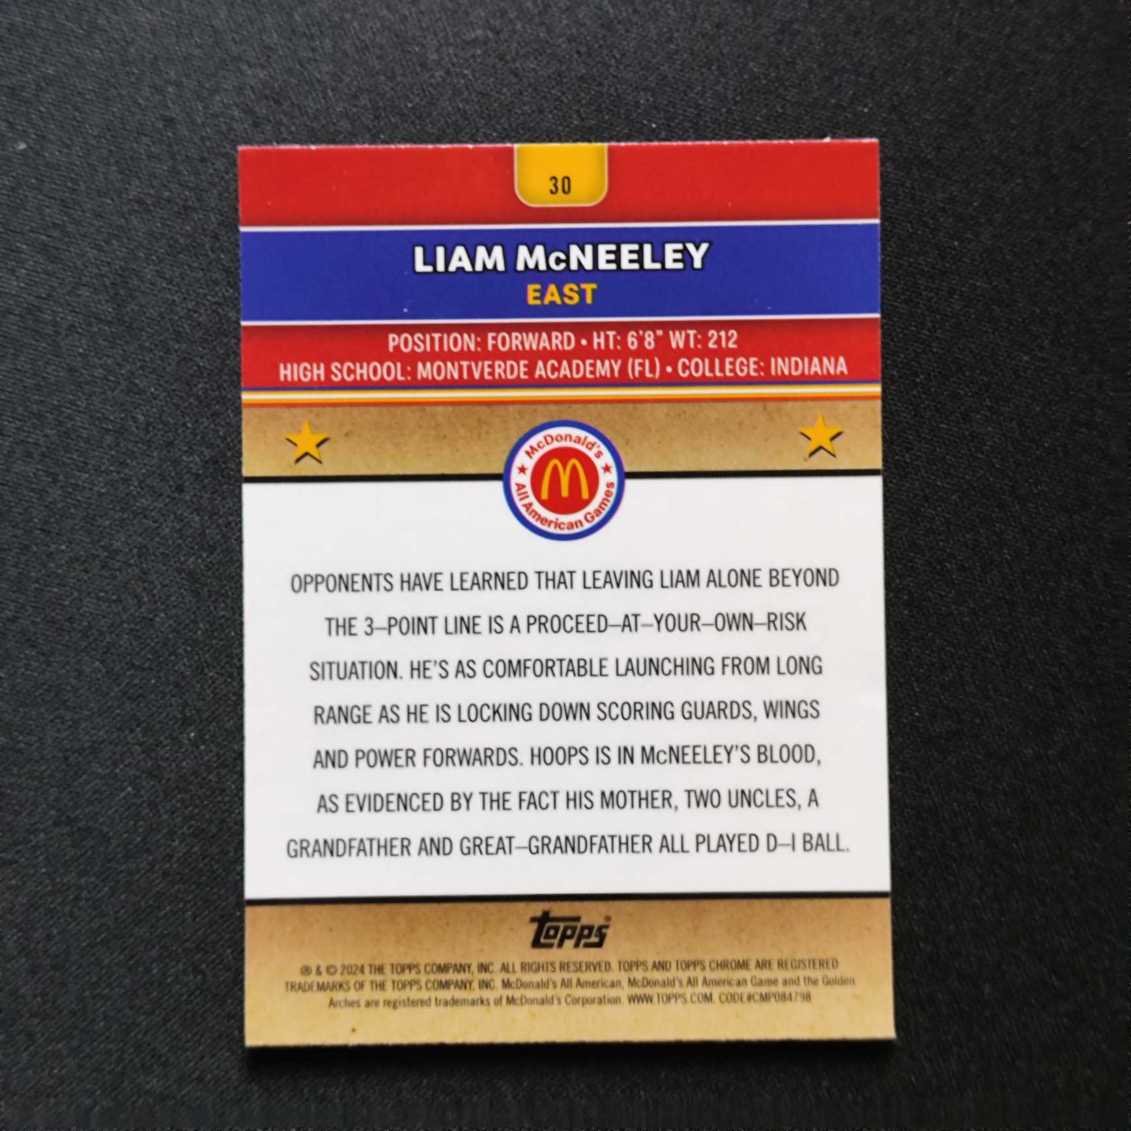 30
LIAM McNEELEY
EAST
POSITION: FORWARD • HT: 6'8" WT: 212
HIGH SCHOOL: MONTVERDE ACADEMY (FL) • COLLEGE: INDIANA
McDonald's
All American Games
OPPONENTS HAVE LEARNED THAT LEAVING LIAM ALONE BEYOND
THE 3–POINT LINE IS A PROCEED–AT–YOUR–OWN–RISK
SITUATION. HE'S AS COMFORTABLE LAUNCHING FROM LONG
RANGE AS HE IS LOCKING DOWN SCORING GUARDS, WINGS
AND POWER FORWARDS. HOOPS IS IN McNEELEY'S BLOOD,
AS EVIDENCED BY THE FACT HIS MOTHER, TWO UNCLES, A
GRANDFATHER AND GREAT–GRANDFATHER ALL PLAYED D–I BALL.
Topps®
® & © 2024 THE TOPPS COMPANY, INC. ALL RIGHTS RESERVED. TOPPS AND TOPPS CHROME ARE REGISTERED
TRADEMARKS OF THE TOPPS COMPANY, INC. McDonald's All American, McDonald's All American Game and the Golden
Arches are registered trademarks of McDonald's Corporation. WWW.TOPPS.COM. CODE#CMP084798